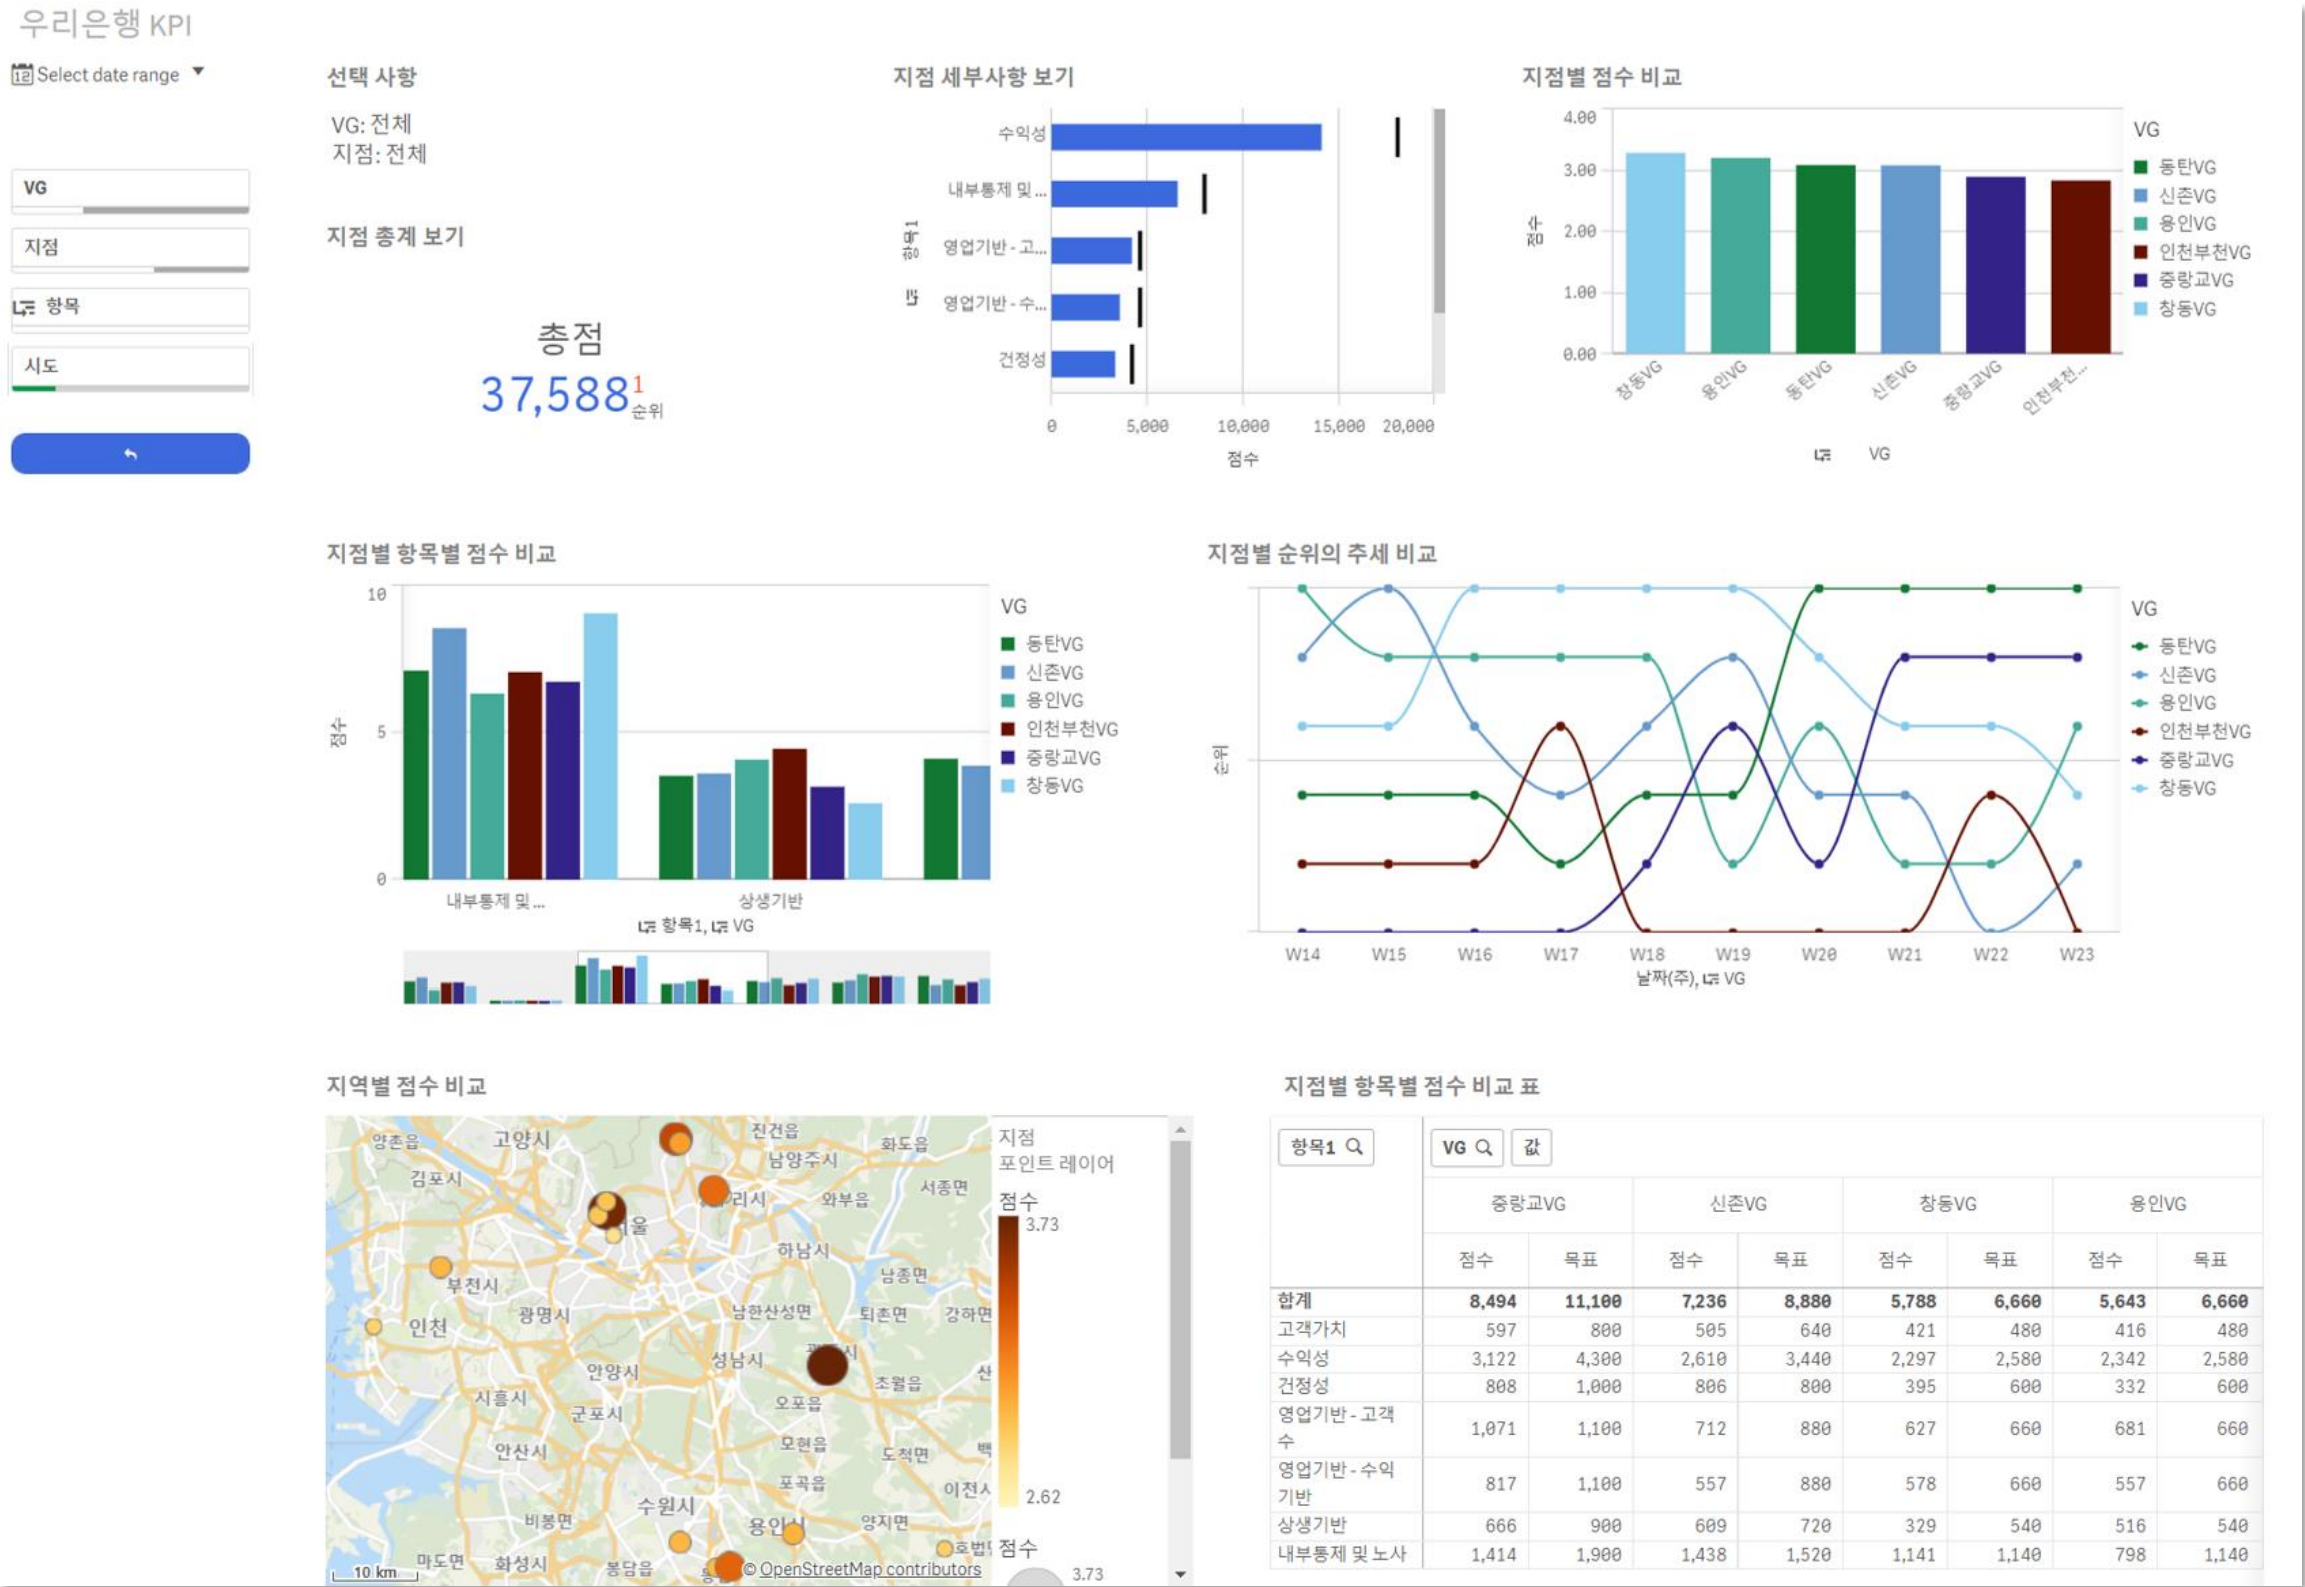 우리은행 KPI
12 Select date range
VG
지점
항목
시도
선택 사항
VG: 전체
지점: 전체
지점 총계 보기
총점
37,588 1
순위
지점 세부사항 보기
수익성
내부통제 및 ...
영업기반 - 고...
영업기반 - 수...
건정성
항목1
0 5,000 10,000 15,000 20,000
점수
지점별 점수 비교
4.00
3.00
2.00
1.00
0.00
점수
창동VG 용인VG 동탄VG 신촌VG 중랑교VG 인천부천...
VG
VG
동탄VG
신촌VG
용인VG
인천부천VG
중랑교VG
창동VG
지점별 항목별 점수 비교
10
5
0
점수
내부통제 및 ... 상생기반
항목1, VG
VG
동탄VG
신촌VG
용인VG
인천부천VG
중랑교VG
창동VG
지점별 순위의 추세 비교
순위
W14 W15 W16 W17 W18 W19 W20 W21 W22 W23
날짜(주), VG
VG
동탄VG
신촌VG
용인VG
인천부천VG
중랑교VG
창동VG
지역별 점수 비교
양촌읍 고양시 진건읍 화도읍
남양주시
김포시 서종면
리시 와부읍
울
하남시
부천시 남종면
광명시 남한산성면 퇴촌면 강하면
인천
안양시 성남시 시 산
시흥시 초월읍
군포시 오포읍
안산시 모현읍 도척면 백
포곡읍 이천시
수원시
비봉면 용인 양지면
호법면
마도면 화성시 봉담읍
10 km
© OpenStreetMap contributors
지점
포인트 레이어
점수
3.73
2.62
점수
3.73
지점별 항목별 점수 비교 표
항목1 VG 값
중랑교VG 신촌VG 창동VG 용인VG
점수 목표 점수 목표 점수 목표 점수 목표
합계 8,494 11,100 7,236 8,880 5,788 6,660 5,643 6,660
고객가치 597 800 505 640 421 480 416 480
수익성 3,122 4,300 2,610 3,440 2,297 2,580 2,342 2,580
건정성 808 1,000 806 800 395 600 332 600
영업기반 - 고객
수 1,071 1,100 712 880 627 660 681 660
영업기반 - 수익
기반 817 1,100 557 880 578 660 557 660
상생기반 666 900 609 720 329 540 516 540
내부통제 및 노사 1,414 1,900 1,438 1,520 1,141 1,140 798 1,140